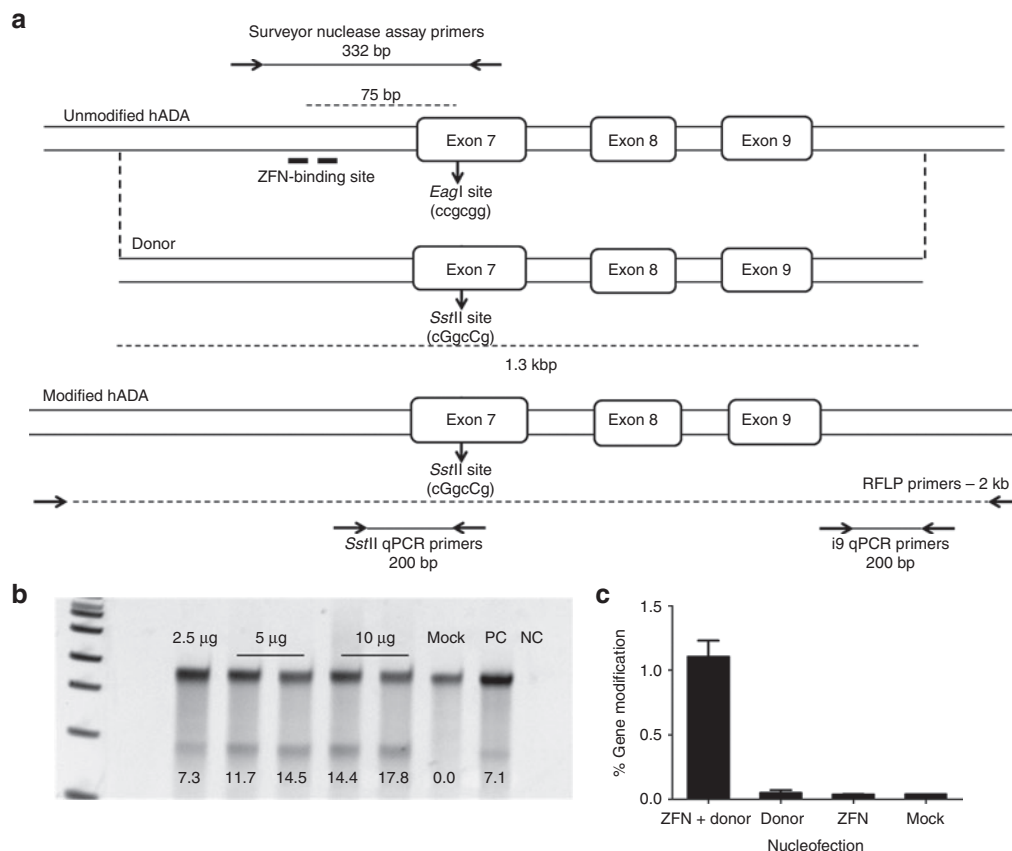 a
Surveyor nuclease assay primers
332 bp
75 bp
Unmodified hADA
Exon 7
Exon 8
Exon 9
ZFN-binding site
EagI site
(ccgcgg)
Donor
Exon 7
Exon 8
Exon 9
SstII site
(cGgcCg)
1.3 kbp
Modified hADA
Exon 7
Exon 8
Exon 9
SstII site
(cGgcCg)
RFLP primers – 2 kb
SstII qPCR primers
200 bp
i9 qPCR primers
200 bp
b
2.5 µg 5 µg 10 µg Mock PC NC
7.3 11.7 14.5 14.4 17.8 0.0 7.1
c
% Gene modification
1.5
1.0
0.5
0.0
ZFN + donor Donor ZFN Mock
Nucleofection